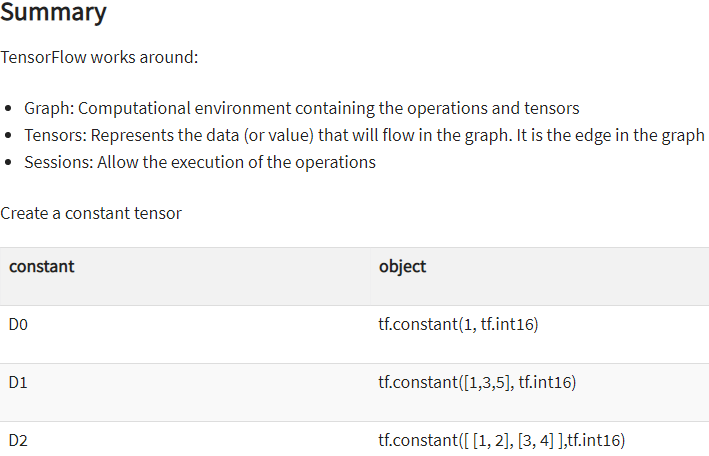 Summary
TensorFlow works around:
• Graph: Computational environment containing the operations and tensors
• Tensors: Represents the data (or value) that will flow in the graph. It is the edge in the graph
• Sessions: Allow the execution of the operations
Create a constant tensor
constant object
D0 tf.constant(1, tf.int16)
D1 tf.constant([1,3,5], tf.int16)
D2 tf.constant([ [1, 2], [3, 4] ],tf.int16)